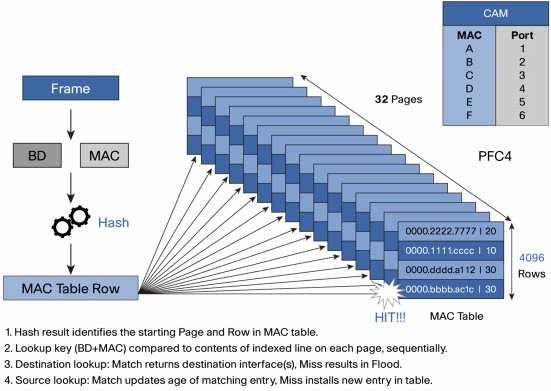 CAM
MAC Port
A 1
B 2
C 3
D 4
E 5
F 6
32 Pages
Frame
PFC4
BD MAC
Hash
0000.2222.7777 | 20
0000.1111.cccc | 10
0000.dddd.a112 | 30
0000.bbbb.ac1c | 30
4096
Rows
MAC Table Row
HIT!!!
MAC Table
1. Hash result identifies the starting Page and Row in MAC table.
2. Lookup key (BD+MAC) compared to contents of indexed line on each page, sequentially.
3. Destination lookup: Match returns destination interface(s), Miss results in Flood.
4. Source lookup: Match updates age of matching entry, Miss installs new entry in table.